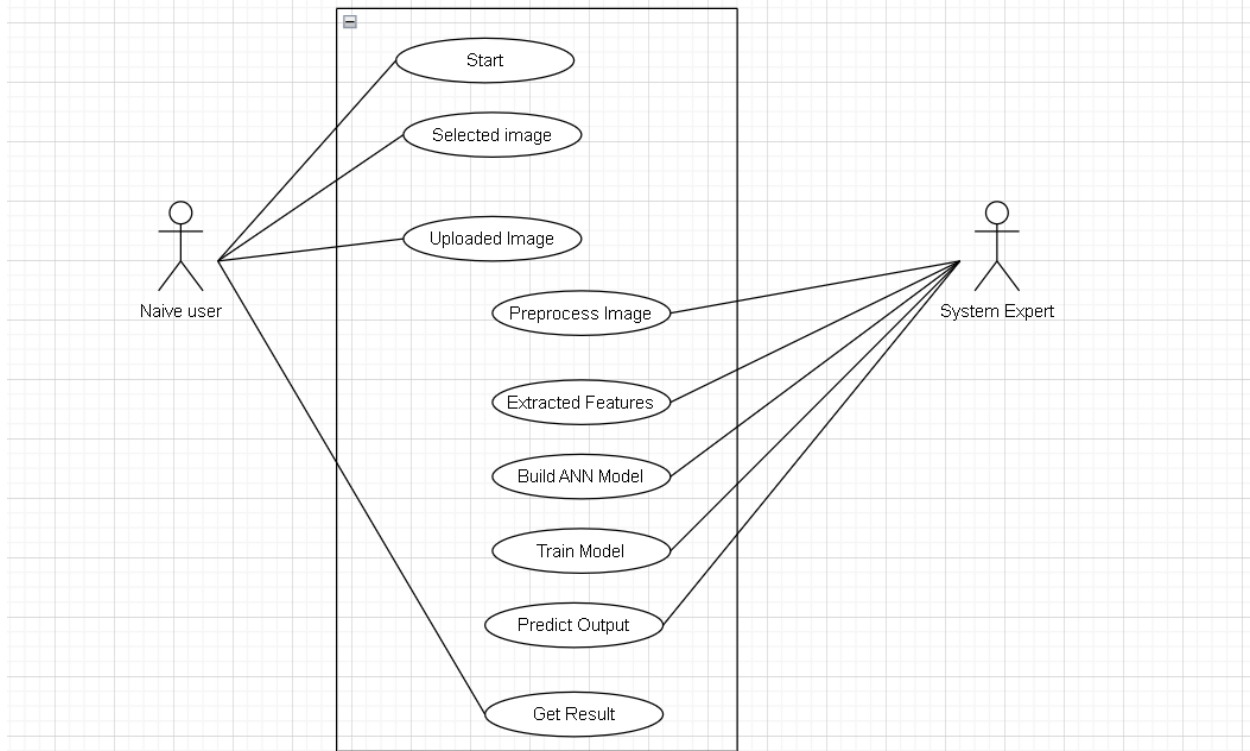 Start
Selected image
Uploaded Image
Naive user
Preprocess Image
System Expert
Extracted Features
Build ANN Model
Train Model
Predict Output
Get Result